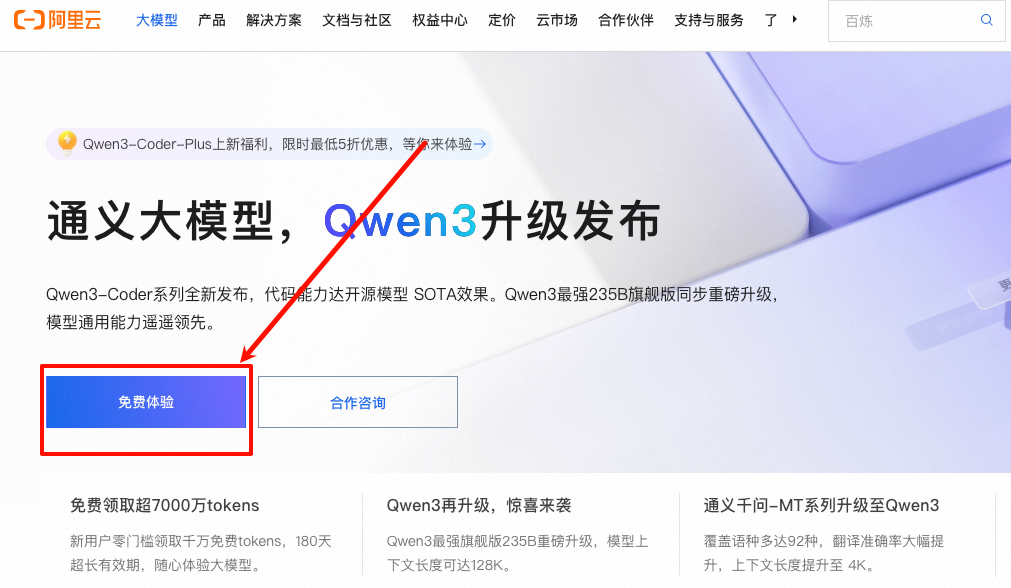 阿里云 大模型 产品 解决方案 文档与社区 权益中心 定价 云市场 合作伙伴 支持与服务 了 百炼
Qwen3-Coder-Plus上新福利，限时最低5折优惠，等你来体验→
通义大模型，Qwen3升级发布
Qwen3-Coder系列全新发布，代码能力达开源模型 SOTA效果。Qwen3最强235B旗舰版同步重磅升级，
模型通用能力遥遥领先。
更
免费体验 合作咨询
免费领取超7000万tokens
新用户零门槛领取千万免费tokens，180天
超长有效期，随心体验大模型。
Qwen3再升级，惊喜来袭
Qwen3最强旗舰版235B重磅升级，模型上
下文长度可达128K。
通义千问-MT系列升级至Qwen3
覆盖语种多达92种，翻译准确率大幅提
升，上下文长度提升至 4K。